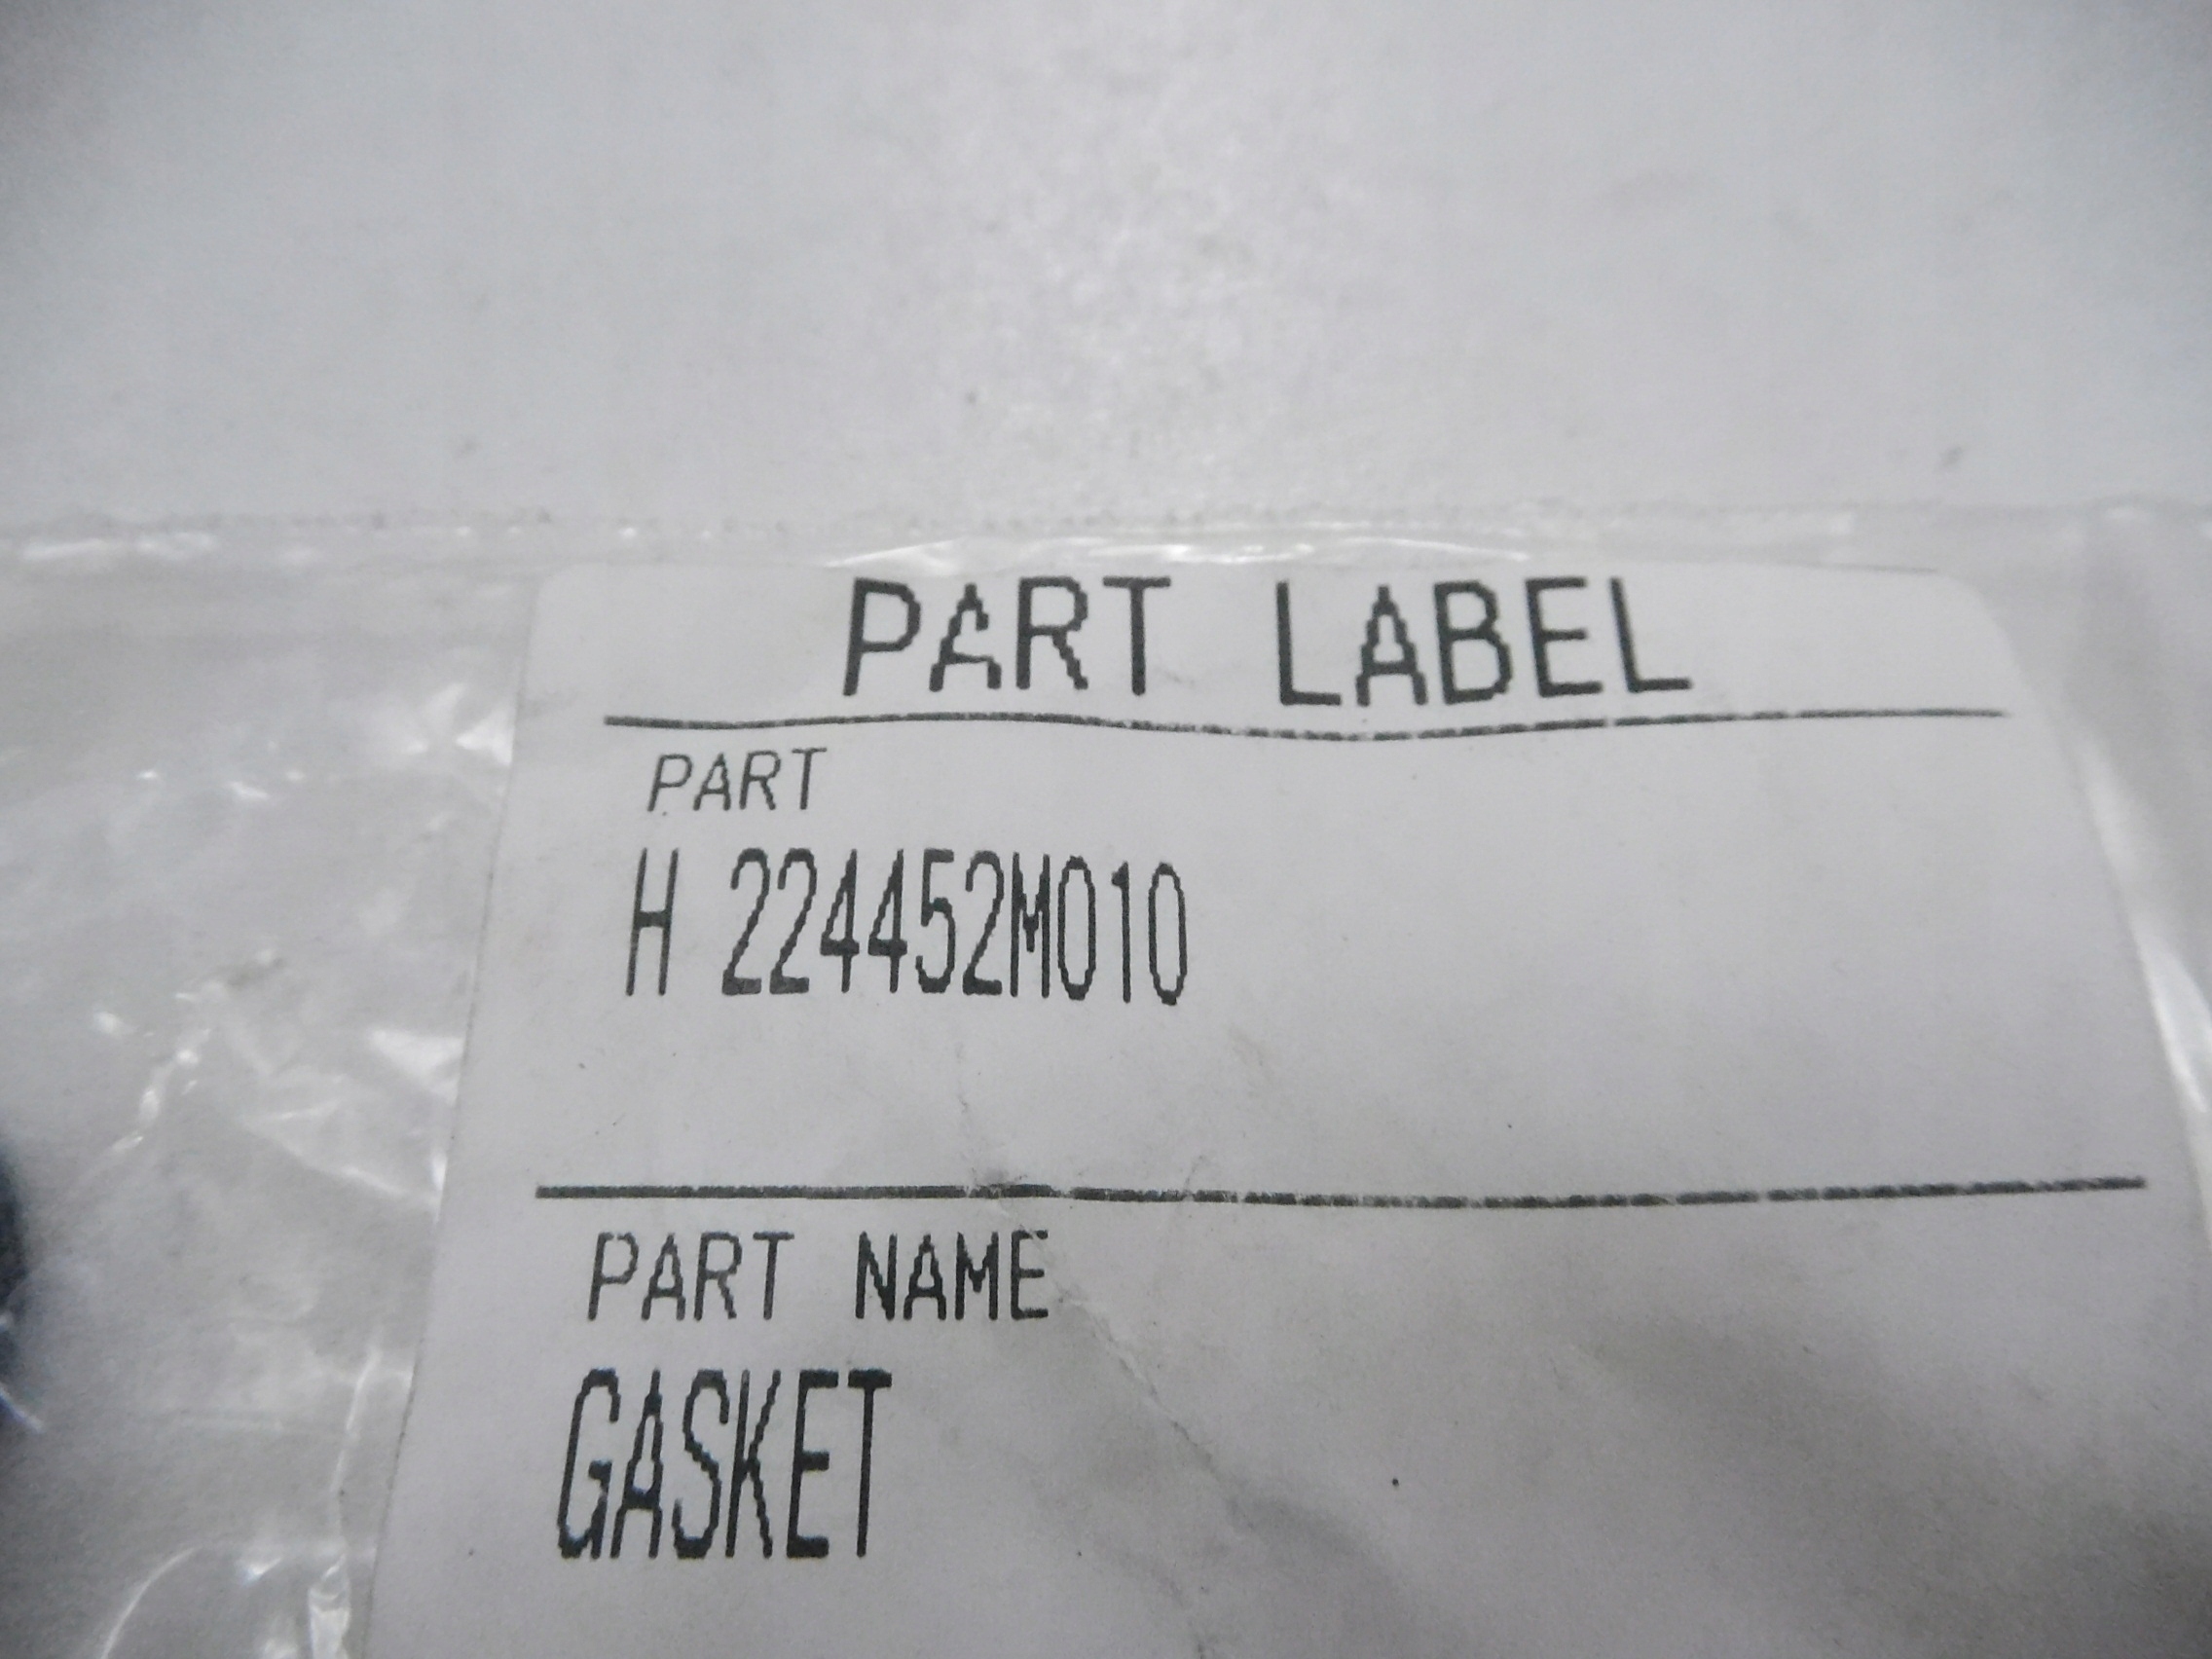 PART LABEL
PART
H 224452M010
PART NAME
GASKET